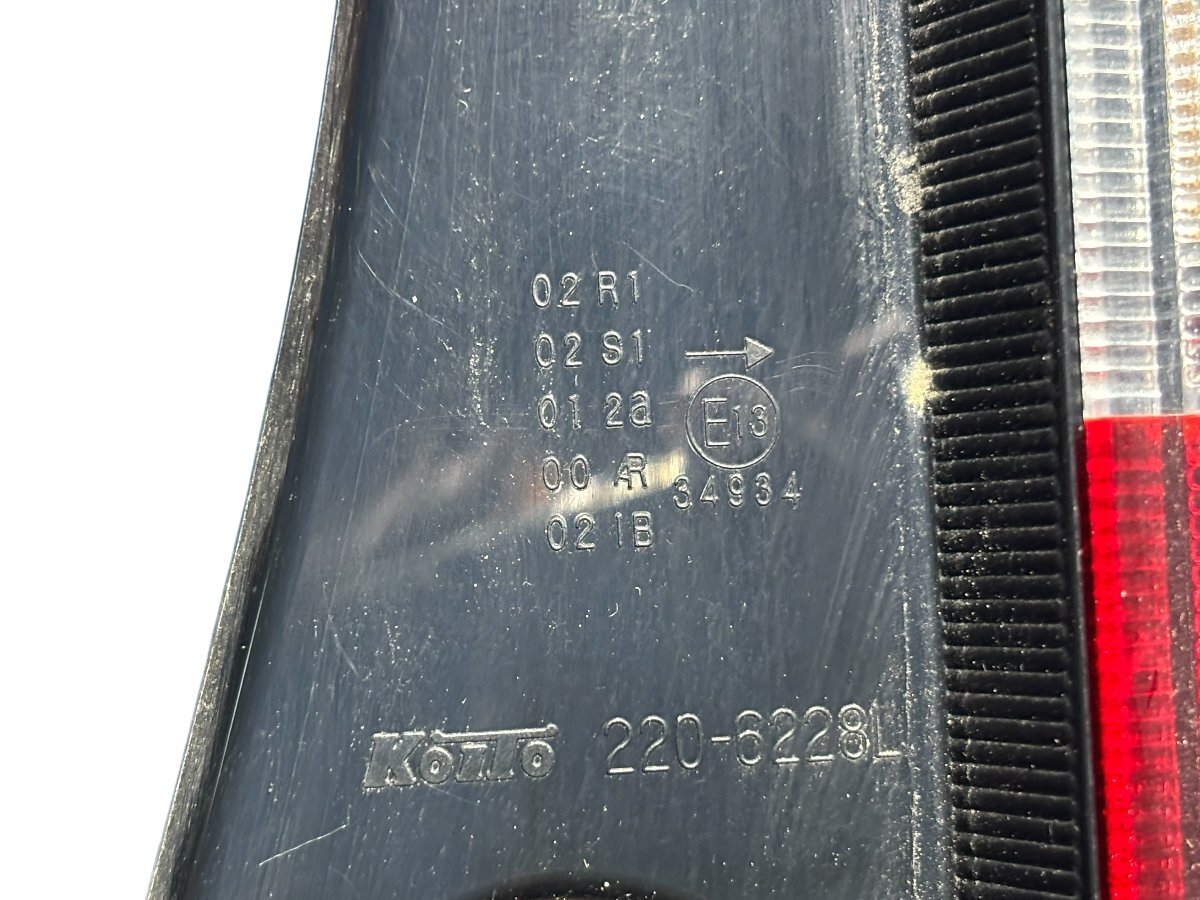 02 R1
02 S1
01 2a
00 AR
02 IB
E13
34934
Koito 220-6228L